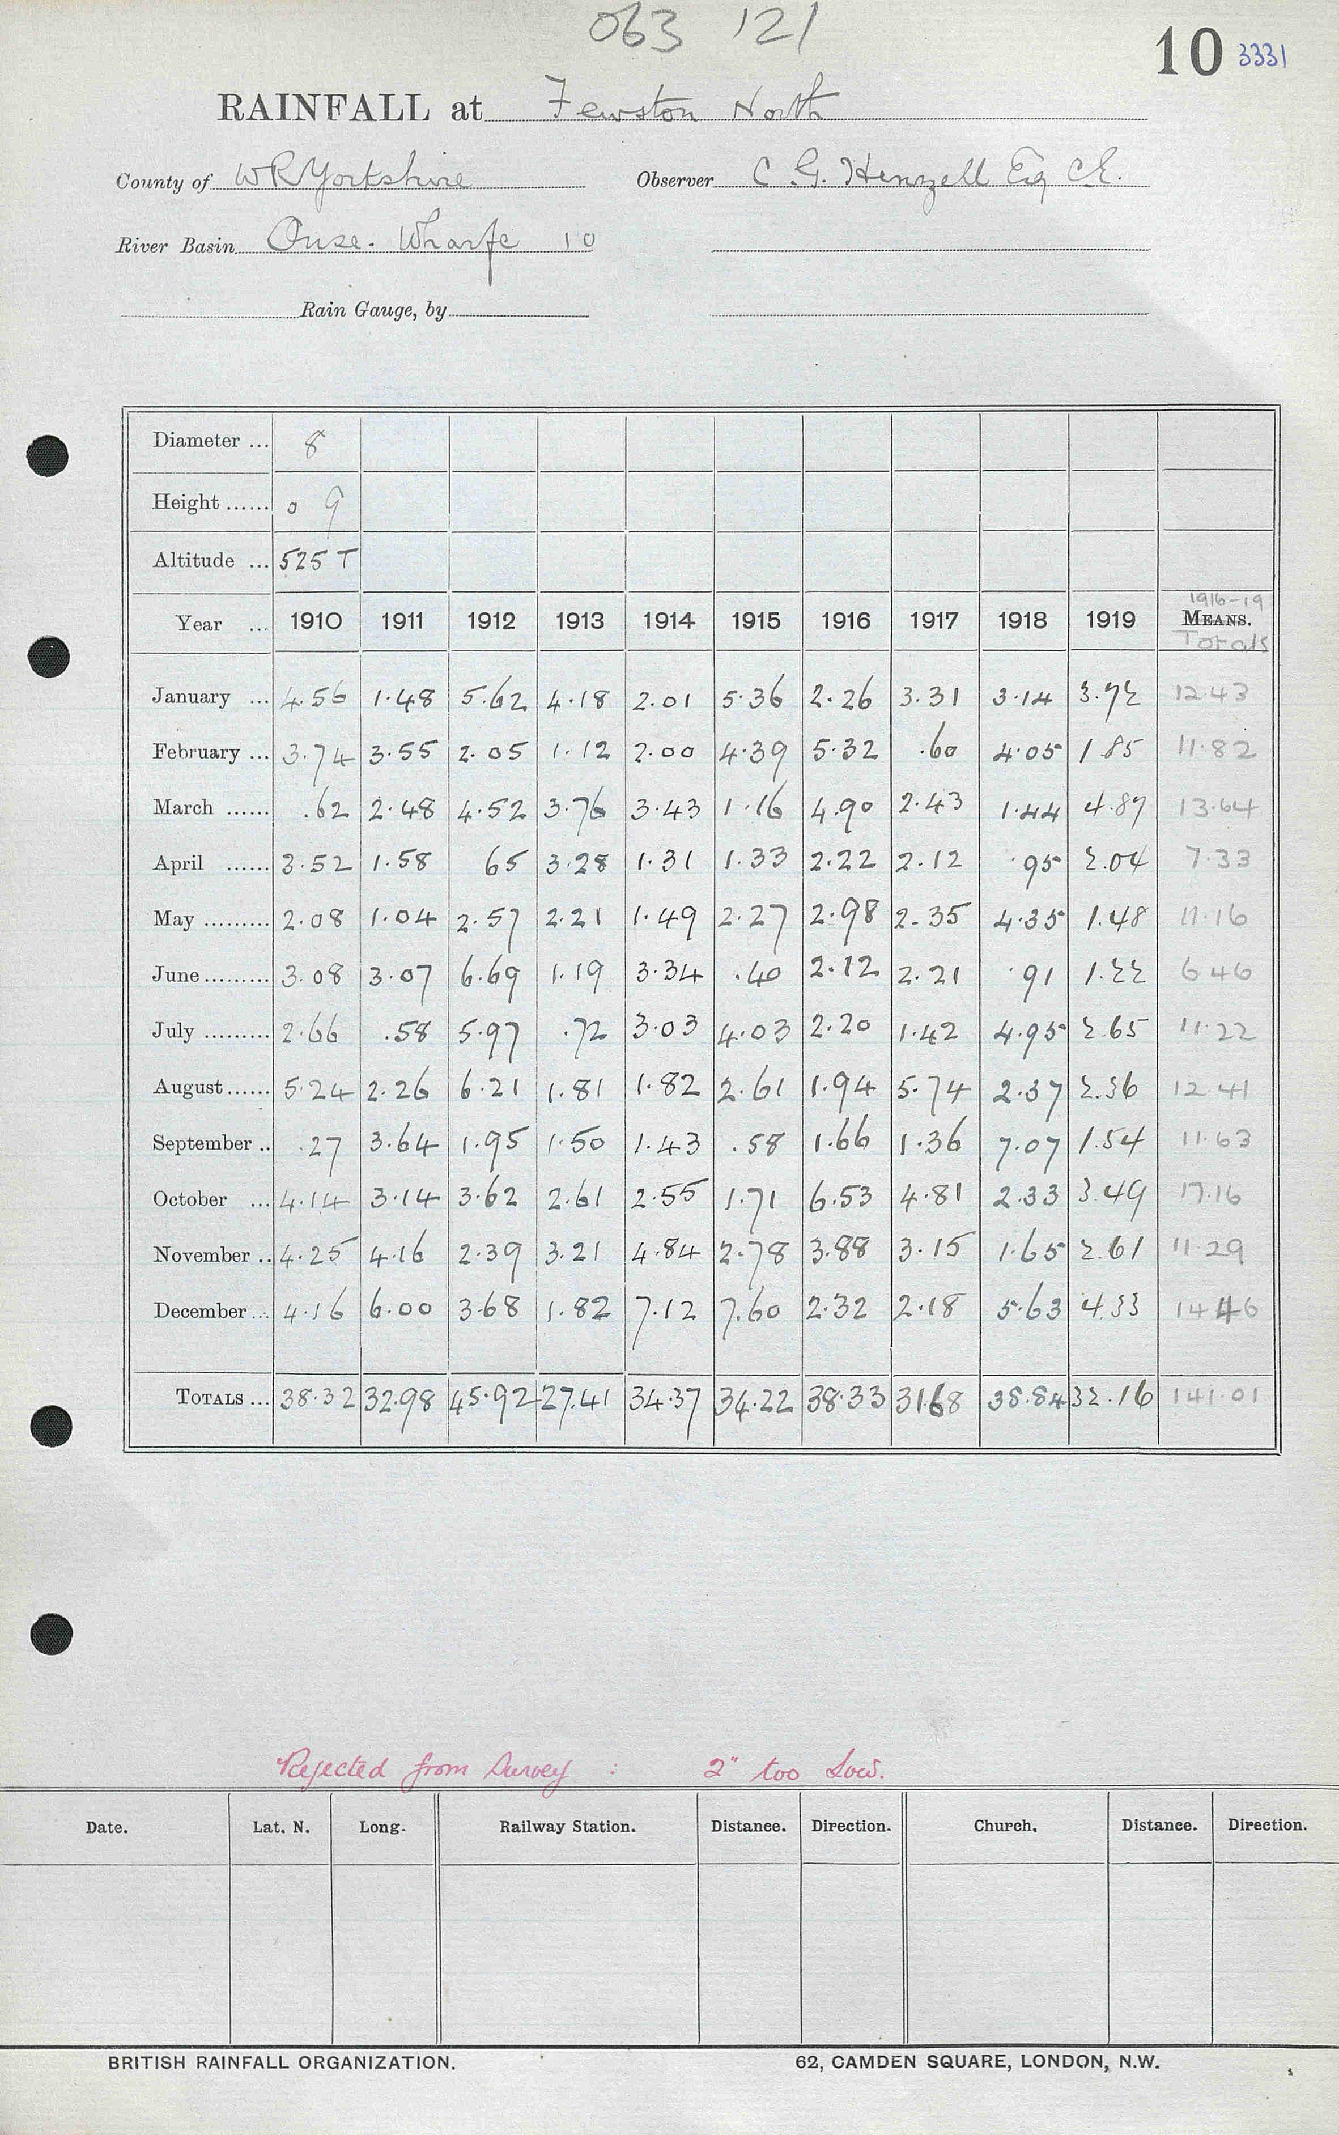 063 121
10 3331
RAINFALL at Fewston North
County of W R Yorkshire Observer C. G. Henzell Esq C.E.
River Basin Ouse. Wharfe 10
Rain Gauge, by
Diameter ... 8
Height ...... 0 9
Altitude ... 525 T
Year ... 1910 1911 1912 1913 1914 1915 1916 1917 1918 1919 1916-19 MEANS. Totals
January ... 4.56 1.48 5.62 4.18 2.01 5.36 2.26 3.31 3.14 3.72 12.43
February ... 3.74 3.55 2.05 1.12 2.00 4.39 5.32 .60 4.05 1.85 11.82
March ...... .62 2.48 4.52 3.76 3.43 1.16 4.90 2.43 1.44 4.87 13.64
April ...... 3.52 1.58 65 3.28 1.31 1.33 2.22 2.12 .95 2.04 7.33
May ......... 2.08 1.04 2.57 2.21 1.49 2.27 2.98 2.35 4.35 1.48 11.16
June ......... 3.08 3.07 6.69 1.19 3.34 .40 2.12 2.21 .91 1.22 6 46
July ......... 2.66 .58 5.97 .72 3.03 4.03 2.20 1.42 4.95 2.65 11.22
August ...... 5.24 2.26 6.21 1.81 1.82 2.61 1.94 5.74 2.37 2.36 12.41
September .. .27 3.64 1.95 1.50 1.43 .58 1.66 1.36 7.07 1.54 11.63
October ... 4.14 3.14 3.62 2.61 2.55 1.71 6.53 4.81 2.33 3.49 17.16
November .. 4.25 4.16 2.39 3.21 4.84 2.78 3.88 3.15 1.65 2.61 11.29
December ... 4.16 6.00 3.68 1.82 7.12 7.60 2.32 2.18 5.63 4.33 14 46
TOTALS ... 38.32 32.98 45.92 27.41 34.37 34.22 38.33 31.68 38.84 32.16 141.01
Rejected from Survey : 2" too low.
Date. Lat. N. Long. Railway Station. Distance. Direction. Church. Distance. Direction.
BRITISH RAINFALL ORGANIZATION. 62, CAMDEN SQUARE, LONDON, N.W.